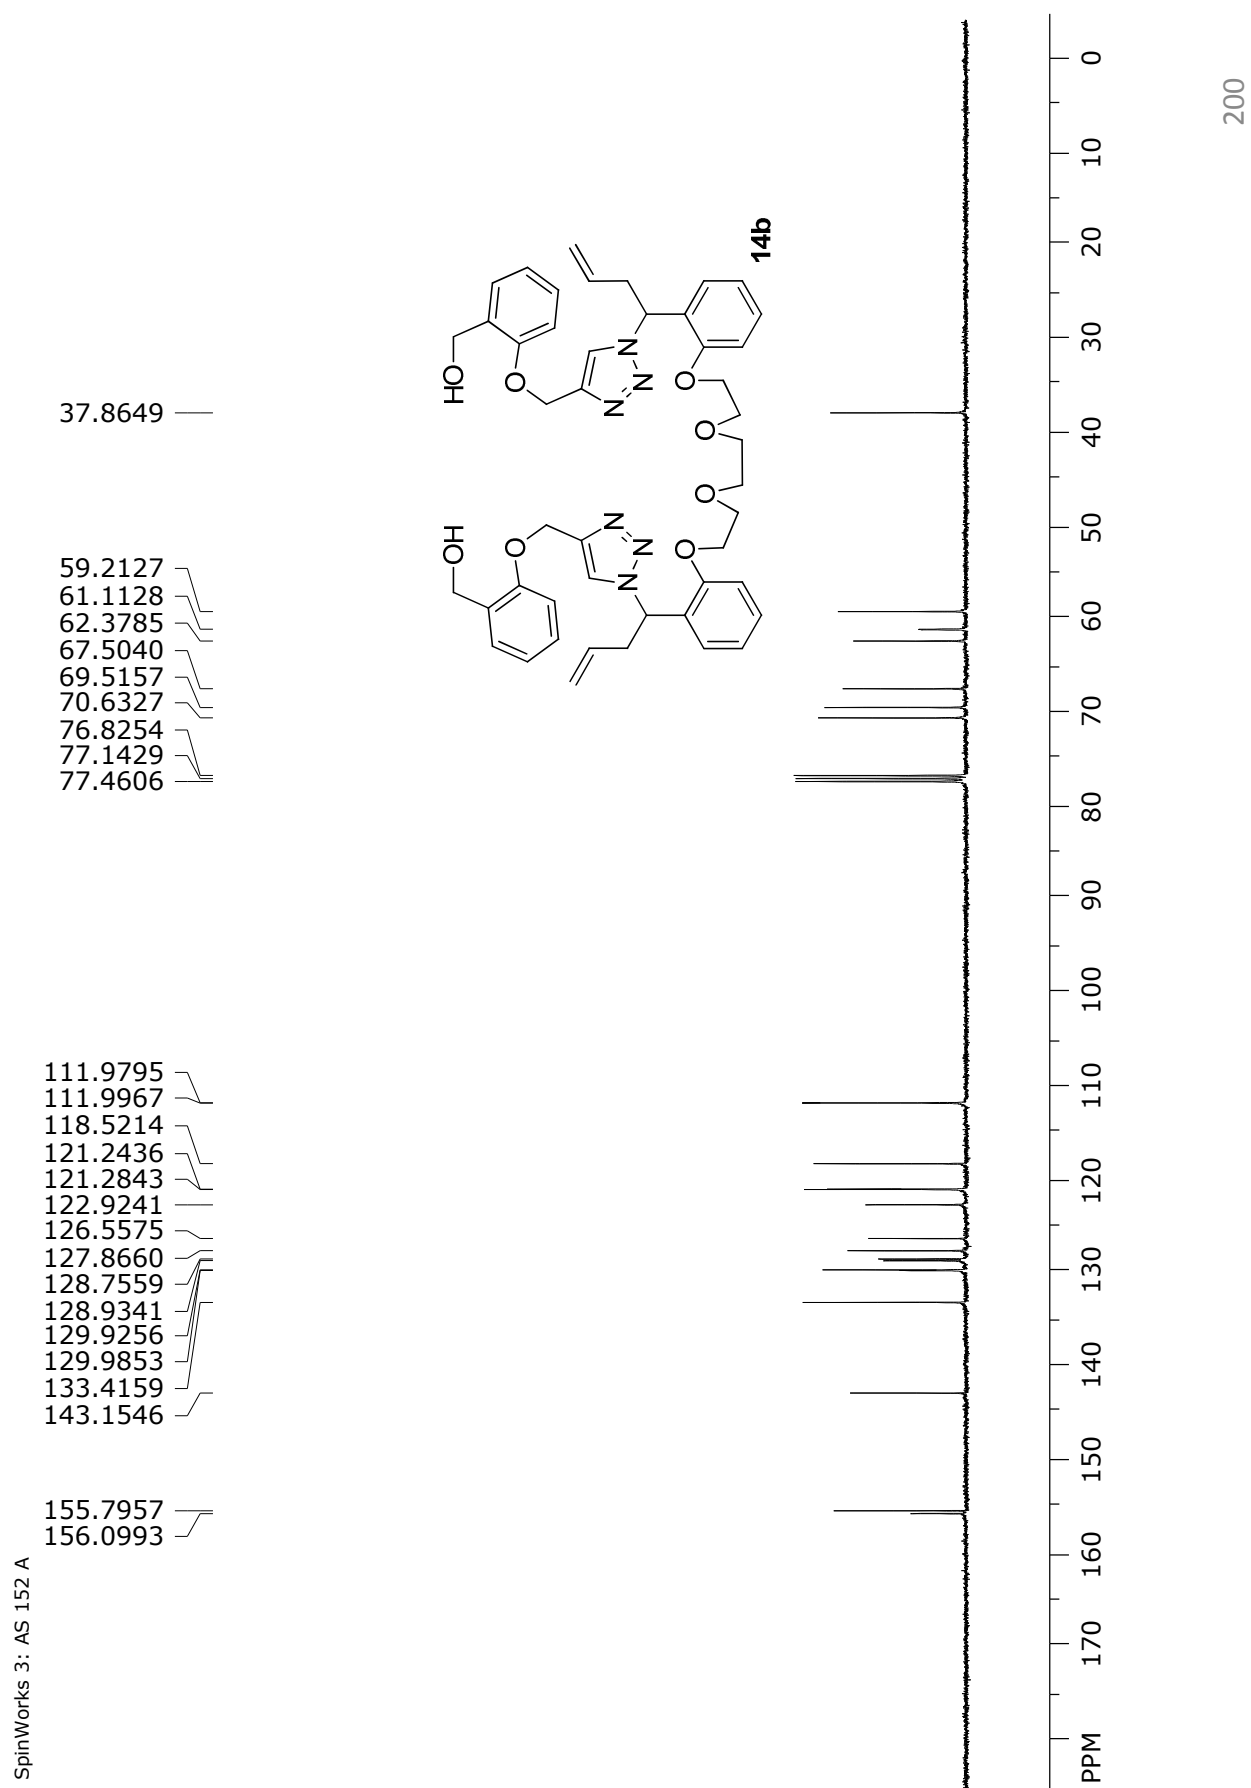 SpinWorks 3: AS 152 A
156.0993
155.7957
143.1546
133.4159
129.9853
129.9256
128.9341
128.7559
127.8660
126.5575
122.9241
121.2843
121.2436
118.5214
111.9967
111.9795
77.4606
77.1429
76.8254
70.6327
69.5157
67.5040
62.3785
61.1128
59.2127
37.8649
OH HO
O O
N N
N N
N N
O O
O O
14b
PPM 170 160 150 140 130 120 110 100 90 80 70 60 50 40 30 20 10 0
200